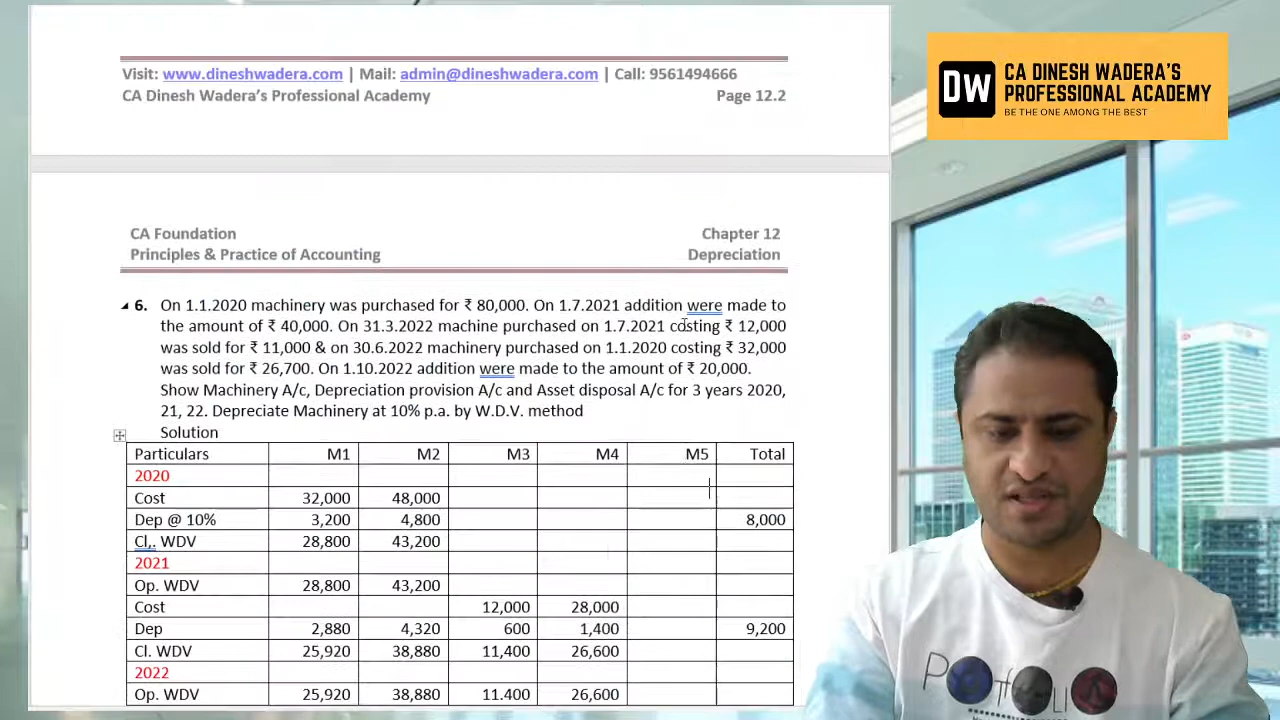 Visit: www.dineshwadera.com | Mail: admin@dineshwadera.com | Call: 9561494666
CA Dinesh Wadera's Professional Academy Page 12.2
DW CA DINESH WADERA'S
PROFESSIONAL ACADEMY
BE THE ONE AMONG THE BEST
CA Foundation Chapter 12
Principles & Practice of Accounting Depreciation
6. On 1.1.2020 machinery was purchased for ₹ 80,000. On 1.7.2021 addition were made to
the amount of ₹ 40,000. On 31.3.2022 machine purchased on 1.7.2021 costing ₹ 12,000
was sold for ₹ 11,000 & on 30.6.2022 machinery purchased on 1.1.2020 costing ₹ 32,000
was sold for ₹ 26,700. On 1.10.2022 addition were made to the amount of ₹ 20,000.
Show Machinery A/c, Depreciation provision A/c and Asset disposal A/c for 3 years 2020,
21, 22. Depreciate Machinery at 10% p.a. by W.D.V. method
Solution
Particulars M1 M2 M3 M4 M5 Total
2020
Cost 32,000 48,000
Dep @ 10% 3,200 4,800 8,000
Cl,. WDV 28,800 43,200
2021
Op. WDV 28,800 43,200
Cost 12,000 28,000
Dep 2,880 4,320 600 1,400 9,200
Cl. WDV 25,920 38,880 11,400 26,600
2022
Op. WDV 25,920 38,880 11.400 26,600